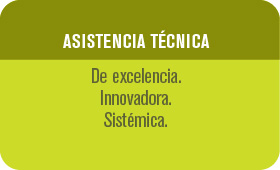 ASISTENCIA TÉCNICA
De excelencia.
Innovadora.
Sistémica.